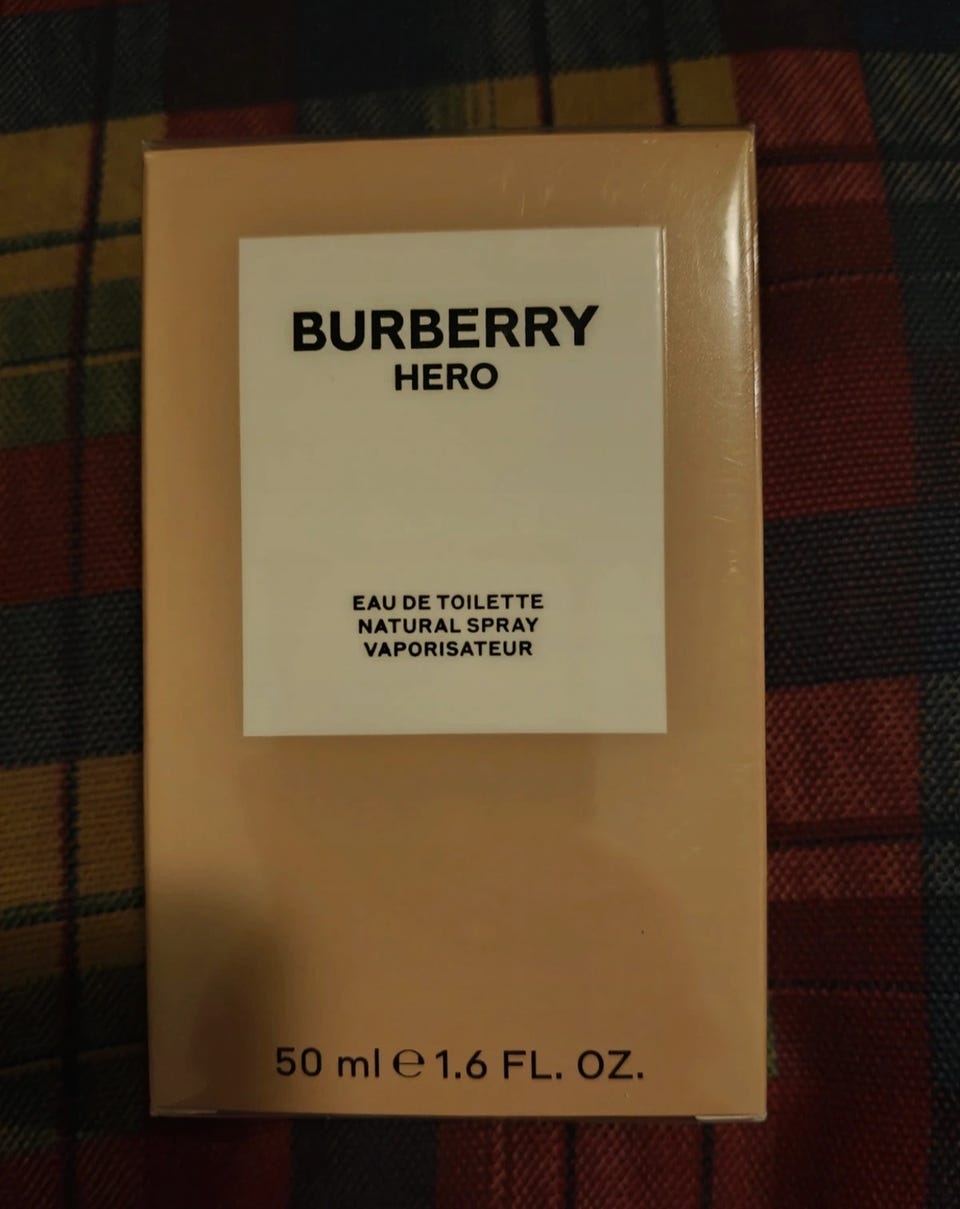 BURBERRY
HERO
EAU DE TOILETTE
NATURAL SPRAY
VAPORISATEUR
50 ml ℮ 1.6 FL. OZ.